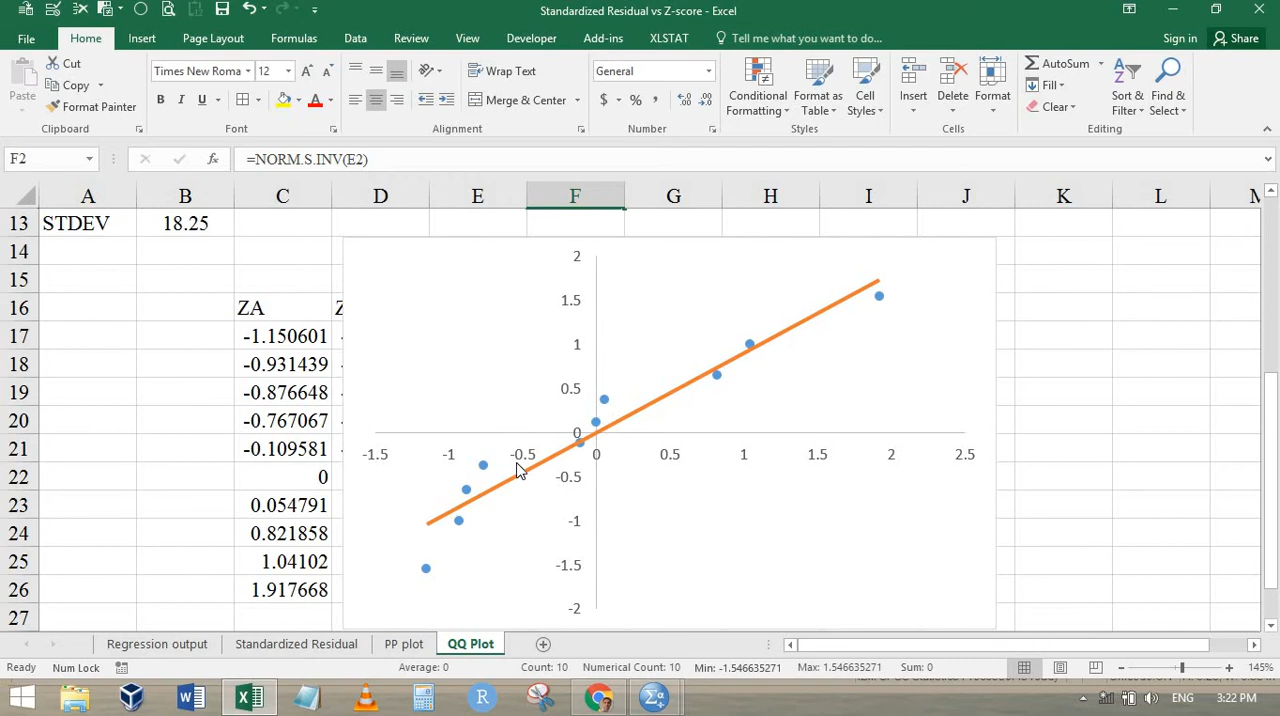 Standardized Residual vs Z-score - Excel
File Home Insert Page Layout Formulas Data Review View Developer Add-ins XLSTAT Tell me what you want to do... Sign in Share
Paste
Cut
Copy
Format Painter
Clipboard
Times New Roma 12
B I U
Font
Wrap Text
Merge & Center
Alignment
General
$ % ,
Number
Conditional Formatting
Format as Table
Cell Styles
Styles
Insert Delete Format
Cells
AutoSum
Fill
Clear
Sort & Filter
Find & Select
Editing
F2 fx =NORM.S.INV(E2)
A B C D E F G H I J K L M
13 STDEV 18.25
14
15
16 ZA Z
17 -1.150601
18 -0.931439
19 -0.876648
20 -0.767067
21 -0.109581
22 0
23 0.054791
24 0.821858
25 1.04102
26 1.917668
27
2
1.5
1
0.5
0
-1.5 -1 -0.5 0 0.5 1 1.5 2 2.5
-0.5
-1
-1.5
-2
Regression output Standardized Residual PP plot QQ Plot
Ready Num Lock Average: 0 Count: 10 Numerical Count: 10 Min: -1.546635271 Max: 1.546635271 Sum: 0 145%
ENG 3:22 PM